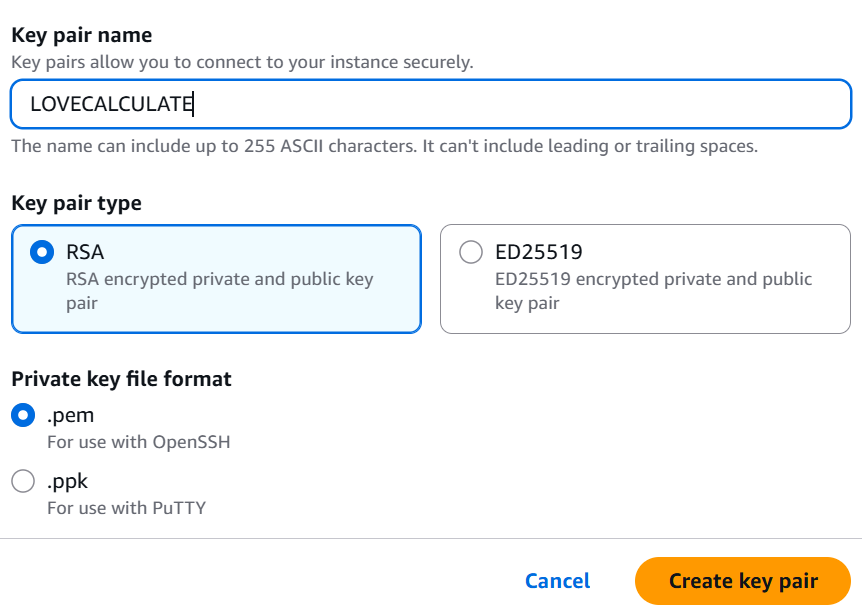 Key pair name
Key pairs allow you to connect to your instance securely.
LOVECALCULATE
The name can include up to 255 ASCII characters. It can't include leading or trailing spaces.
Key pair type
RSA
RSA encrypted private and public key
pair
ED25519
ED25519 encrypted private and public
key pair
Private key file format
.pem
For use with OpenSSH
.ppk
For use with PuTTY
Cancel
Create key pair